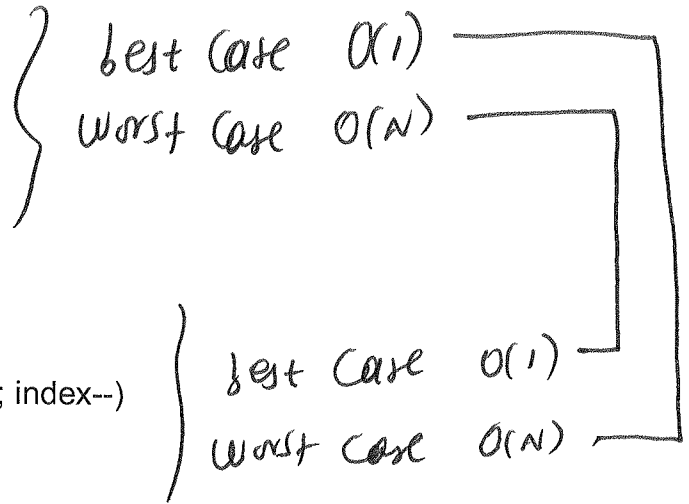 best Case O(1)
Worst Case O(N)
best Case O(1)
; index--)
Worst Case O(N)